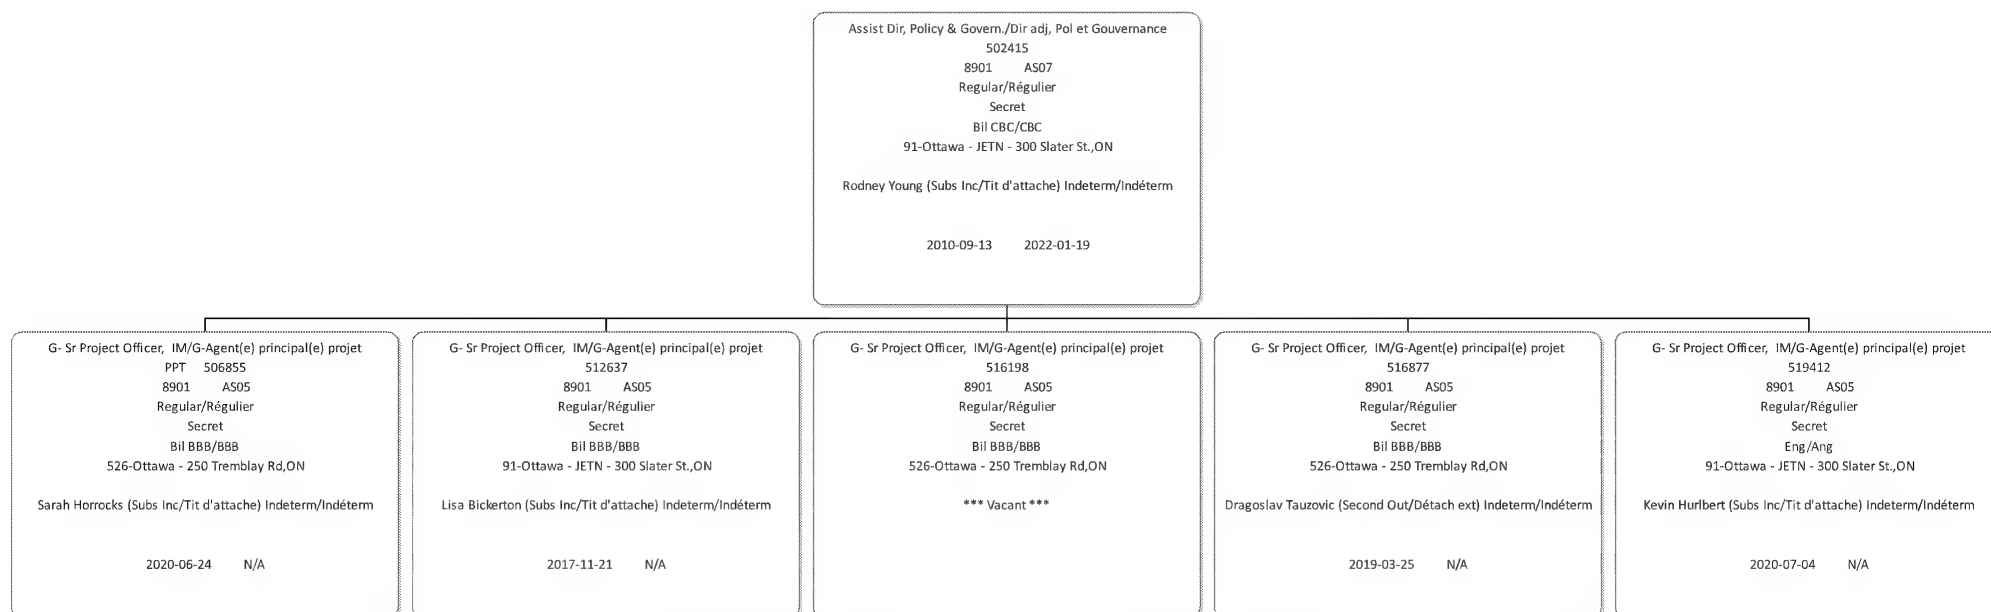 Assist Dir, Policy & Govern./Dir adj, Pol et Gouvernance
502415
8901 AS07
Regular/Régulier
Secret
Bil CBC/CBC
91-Ottawa - JETN - 300 Slater St.,ON
Rodney Young (Subs Inc/Tit d'attache) Indeterm/Indéterm
2010-09-13 2022-01-19
G- Sr Project Officer, IM/G-Agent(e) principal(e) projet
PPT 506855
8901 AS05
Regular/Régulier
Secret
Bil BBB/BBB
526-Ottawa - 250 Tremblay Rd,ON
Sarah Horrocks (Subs Inc/Tit d'attache) Indeterm/Indéterm
2020-06-24 N/A
G- Sr Project Officer, IM/G-Agent(e) principal(e) projet
512637
8901 AS05
Regular/Régulier
Secret
Bil BBB/BBB
91-Ottawa - JETN - 300 Slater St.,ON
Lisa Bickerton (Subs Inc/Tit d'attache) Indeterm/Indéterm
2017-11-21 N/A
G- Sr Project Officer, IM/G-Agent(e) principal(e) projet
516198
8901 AS05
Regular/Régulier
Secret
Bil BBB/BBB
526-Ottawa - 250 Tremblay Rd,ON
*** Vacant ***
G- Sr Project Officer, IM/G-Agent(e) principal(e) projet
516877
8901 AS05
Regular/Régulier
Secret
Bil BBB/BBB
526-Ottawa - 250 Tremblay Rd,ON
Dragoslav Tauzovic (Second Out/Détach ext) Indeterm/Indéterm
2019-03-25 N/A
G- Sr Project Officer, IM/G-Agent(e) principal(e) projet
519412
8901 AS05
Regular/Régulier
Secret
Eng/Ang
91-Ottawa - JETN - 300 Slater St.,ON
Kevin Hurlbert (Subs Inc/Tit d'attache) Indeterm/Indéterm
2020-07-04 N/A